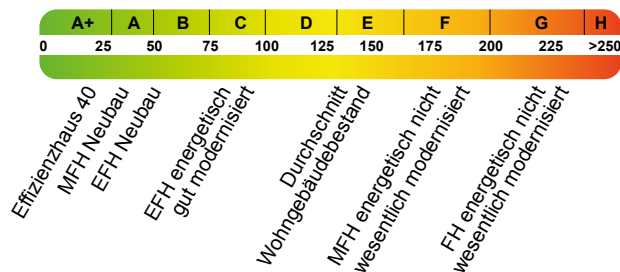 A+ A B C D E F G H
0 25 50 75 100 125 150 175 200 225 >250
Effizienzhaus 40
MFH Neubau
EFH Neubau
EFH energetisch
gut modernisiert
Durchschnitt
Wohngebäudebestand
MFH energetisch nicht
wesentlich modernisiert
FH energetisch nicht
wesentlich modernisiert